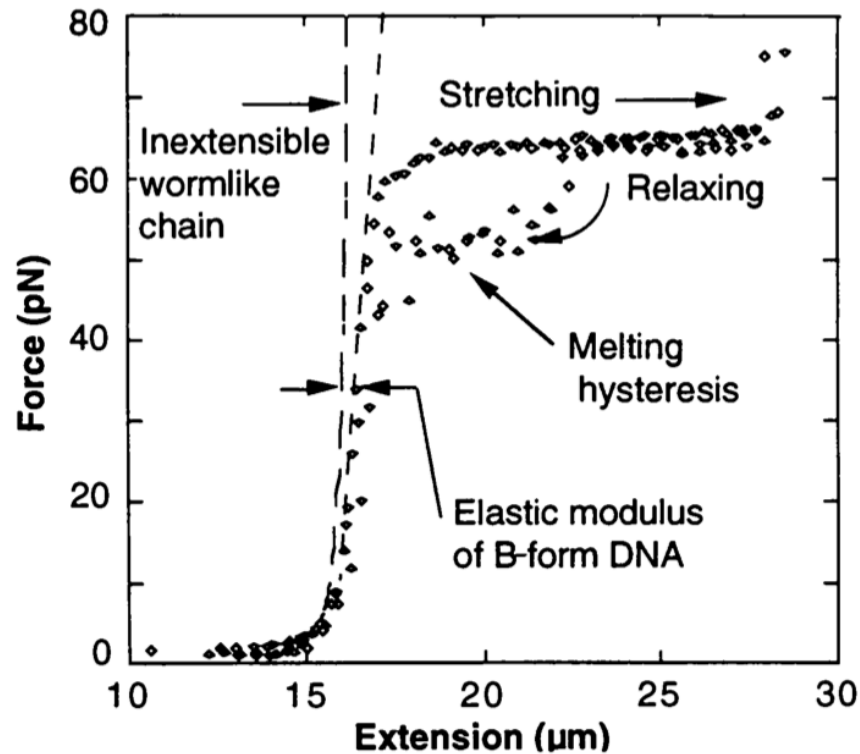 80
60
40
20
0
Force (pN)
Stretching
Inextensible
wormlike
chain
Relaxing
Melting
hysteresis
Elastic modulus
of B-form DNA
10
15
20
25
30
Extension (μm)